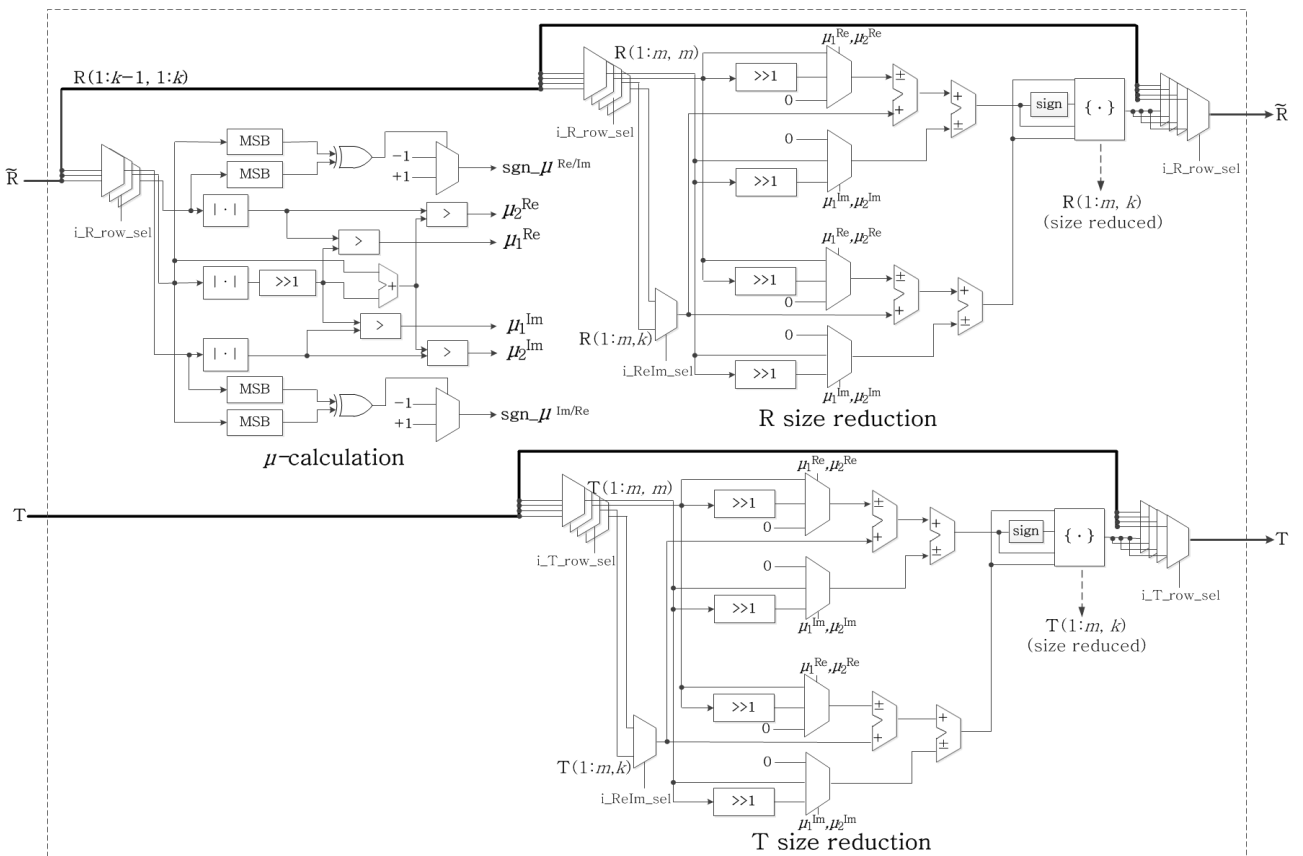 R(1:k−1, 1:k)
R̃
i_R_row_sel
MSB
MSB
−1
+1
sgn_μ Re/Im
| · |
>
μ₂Re
>
μ₁Re
| · |
>>1
+
>
μ₁Im
| · |
>
μ₂Im
MSB
MSB
−1
+1
sgn_μ Im/Re
μ-calculation
R(1:m, m)
i_R_row_sel
μ₁Re,μ₂Re
>>1
0
±
+
+
±
0
>>1
μ₁Im,μ₂Im
sign
{ · }
R̃
i_R_row_sel
R(1:m, k)
(size reduced)
μ₁Re,μ₂Re
>>1
0
±
+
+
±
R(1:m,k)
i_ReIm_sel
0
>>1
μ₁Im,μ₂Im
R size reduction
T
T(1:m, m)
i_T_row_sel
μ₁Re,μ₂Re
>>1
0
±
+
+
±
0
>>1
μ₁Im,μ₂Im
sign
{ · }
T
i_T_row_sel
T(1:m, k)
(size reduced)
μ₁Re,μ₂Re
>>1
0
±
+
+
±
T(1:m,k)
i_ReIm_sel
0
>>1
μ₁Im,μ₂Im
T size reduction